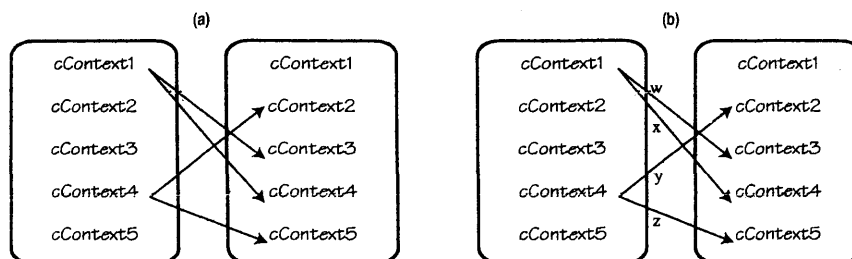 (a)
cContext1
cContext2
cContext3
cContext4
cContext5
cContext1
cContext2
cContext3
cContext4
cContext5
(b)
cContext1
cContext2
cContext3
cContext4
cContext5
w
x
y
z
cContext1
cContext2
cContext3
cContext4
cContext5